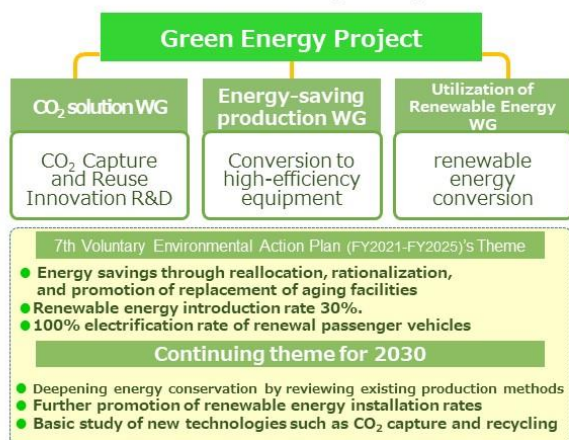 Green Energy Project
CO₂ solution WG
Energy-saving
production WG
Utilization of
Renewable Energy
WG
CO₂ Capture
and Reuse
Innovation R&D
Conversion to
high-efficiency
equipment
renewable
energy
conversion
7th Voluntary Environmental Action Plan (FY2021-FY2025)'s Theme
● Energy savings through reallocation, rationalization,
and promotion of replacement of aging facilities
● Renewable energy introduction rate 30%.
● 100% electrification rate of renewal passenger vehicles
Continuing theme for 2030
● Deepening energy conservation by reviewing existing production methods
● Further promotion of renewable energy installation rates
● Basic study of new technologies such as CO₂ capture and recycling